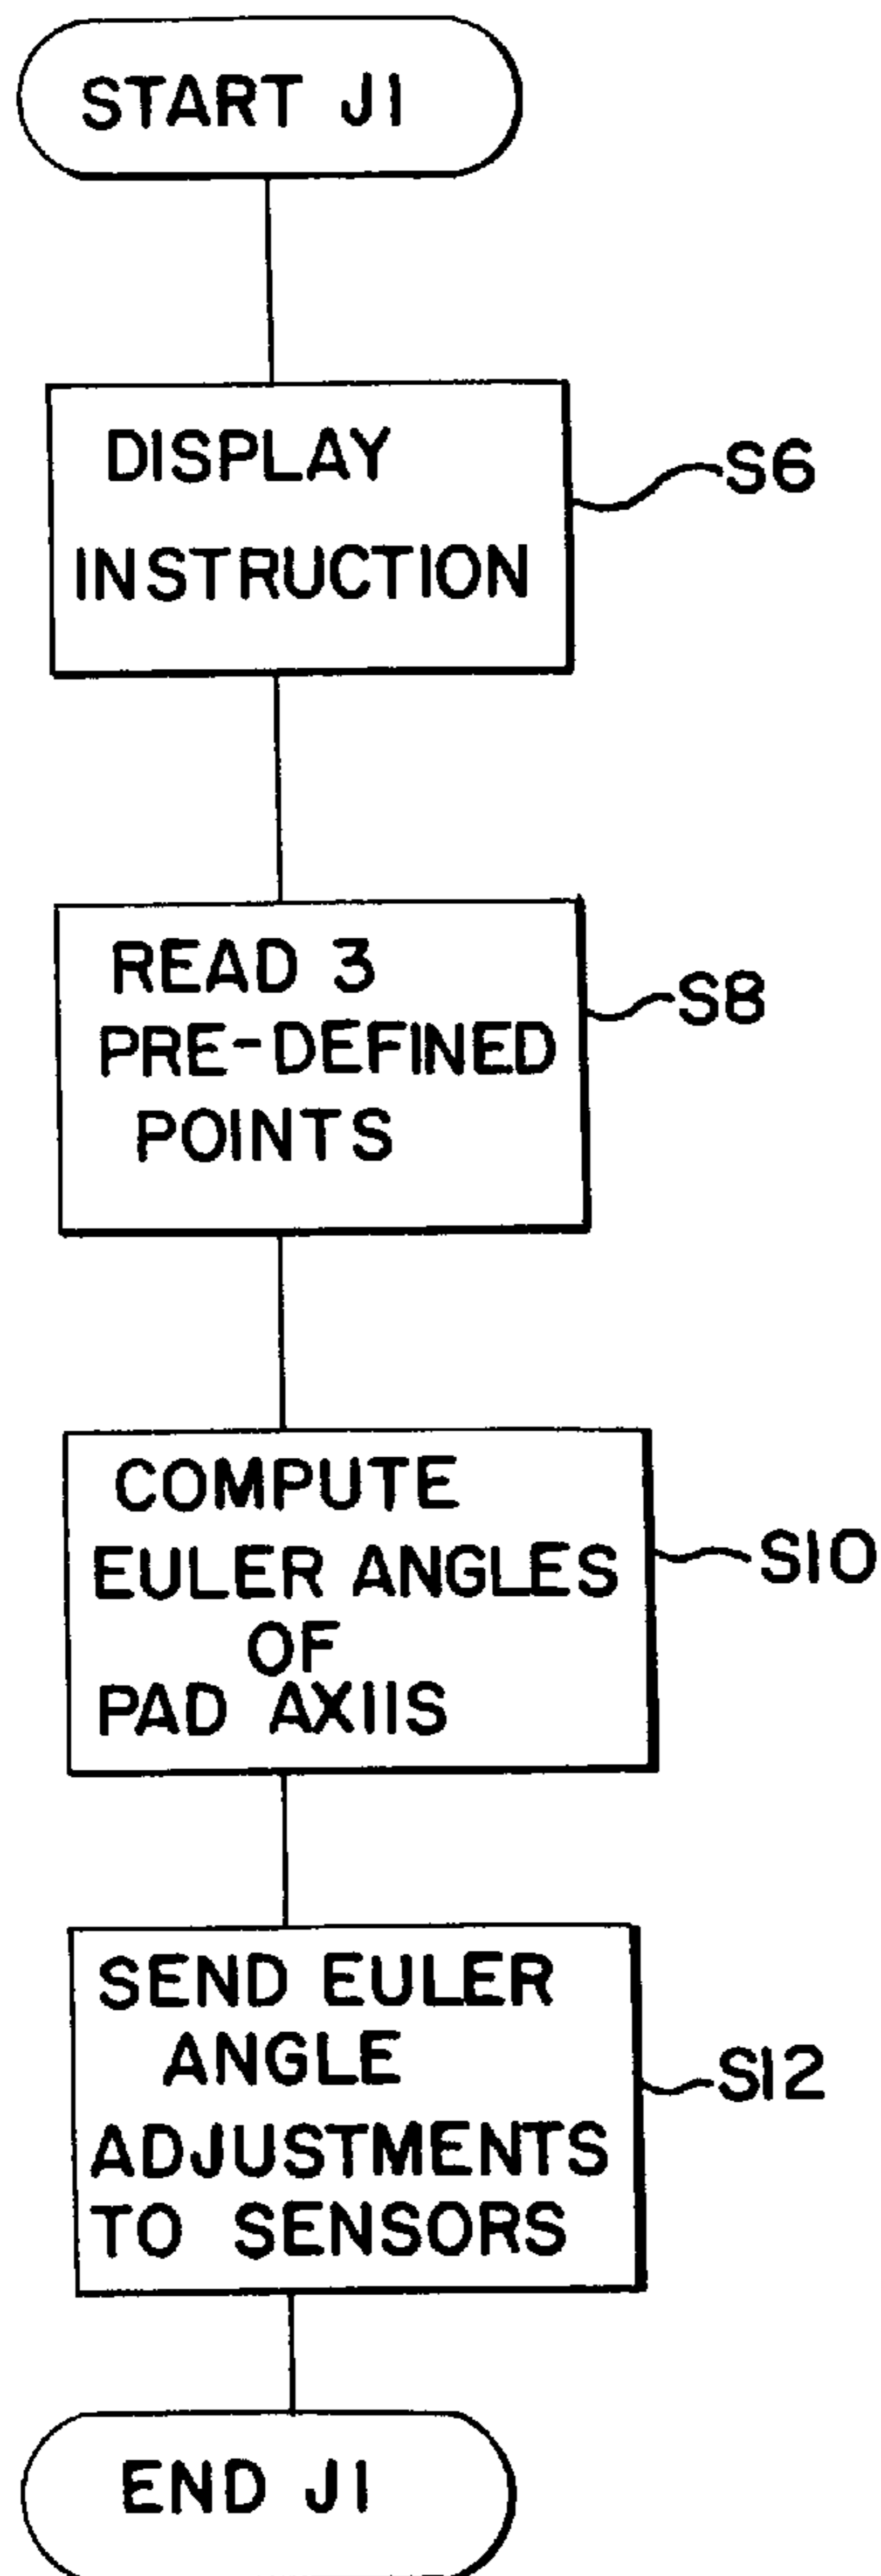 START J1
DISPLAY
INSTRUCTION
S6
READ 3
PRE-DEFINED
POINTS
S8
COMPUTE
EULER ANGLES
OF
PAD AXIIS
S10
SEND EULER
ANGLE
ADJUSTMENTS
TO SENSORS
S12
END J1